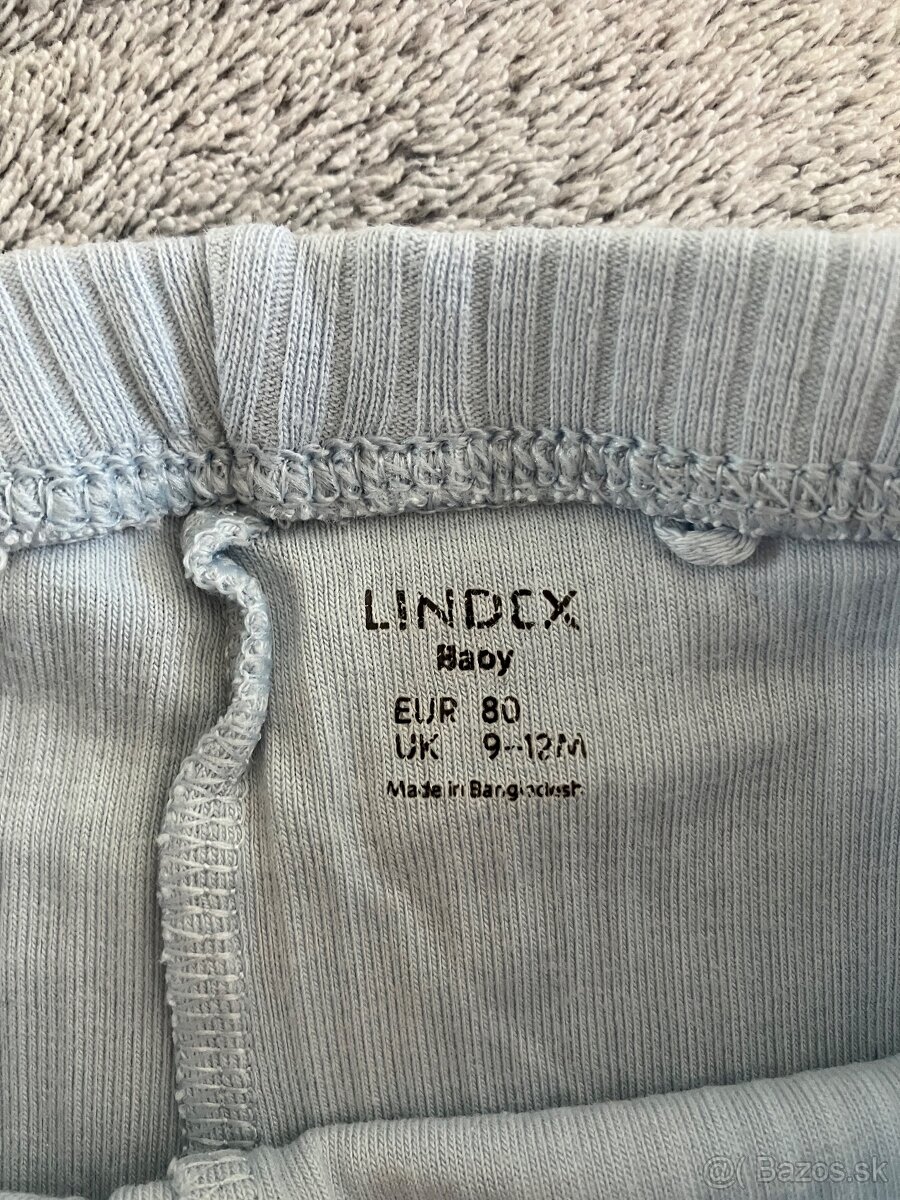 LINDEX
Baby
EUR 80
UK 9-12M
Made in Bangladesh
@( Bazos.sk